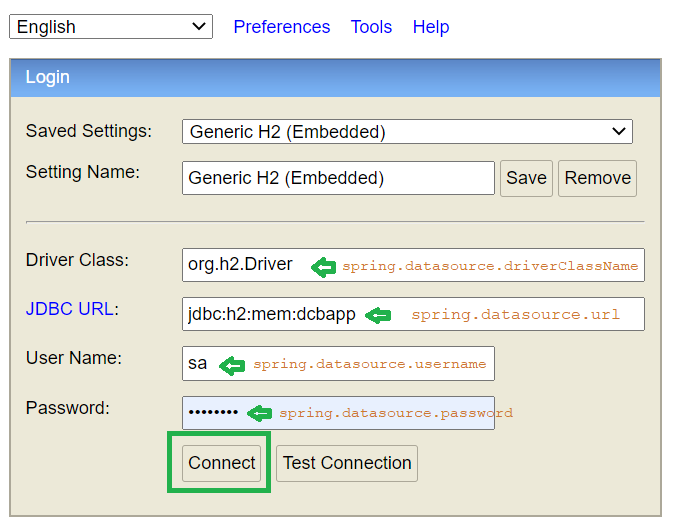 English Preferences Tools Help
Login
Saved Settings: Generic H2 (Embedded)
Setting Name: Generic H2 (Embedded) Save Remove
Driver Class: org.h2.Driver spring.datasource.driverClassName
JDBC URL: jdbc:h2:mem:dcbapp spring.datasource.url
User Name: sa spring.datasource.username
Password: •••••••• spring.datasource.password
Connect Test Connection